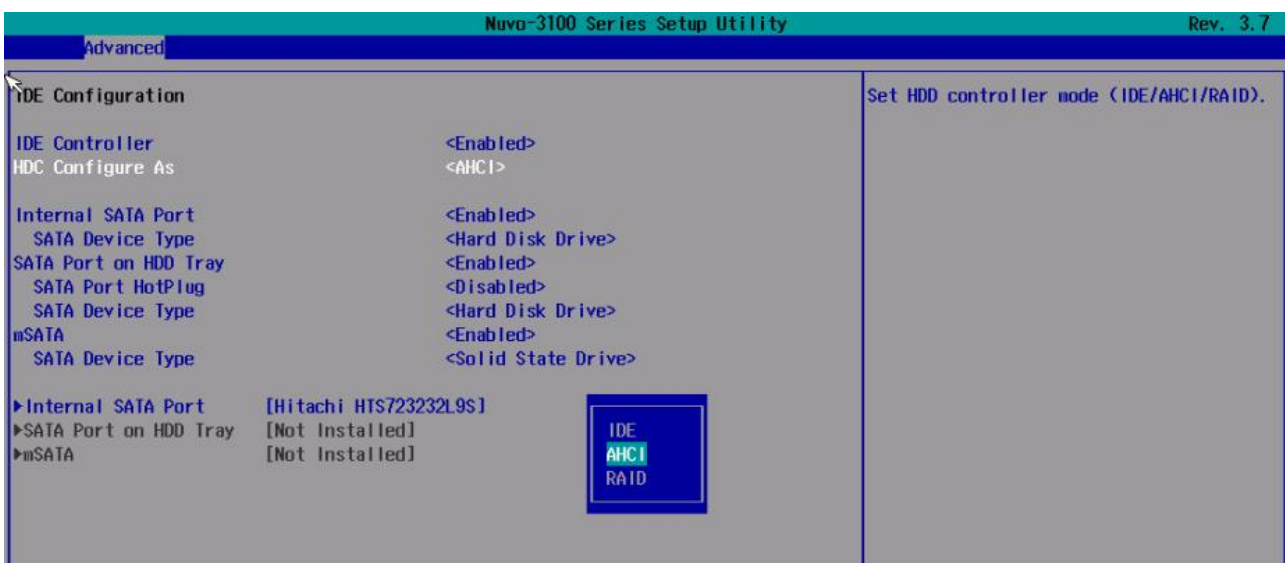 Nuvo-3100 Series Setup Utility Rev. 3.7
Advanced
IDE Configuration
Set HDD controller mode (IDE/AHCI/RAID).
IDE Controller <Enabled>
HDC Configure As <AHCI>
Internal SATA Port <Enabled>
SATA Device Type <Hard Disk Drive>
SATA Port on HDD Tray <Enabled>
SATA Port HotPlug <Disabled>
SATA Device Type <Hard Disk Drive>
mSATA <Enabled>
SATA Device Type <Solid State Drive>
▶Internal SATA Port [Hitachi HTS723232L9S]
▶SATA Port on HDD Tray [Not Installed]
▶mSATA [Not Installed]
IDE
AHCI
RAID